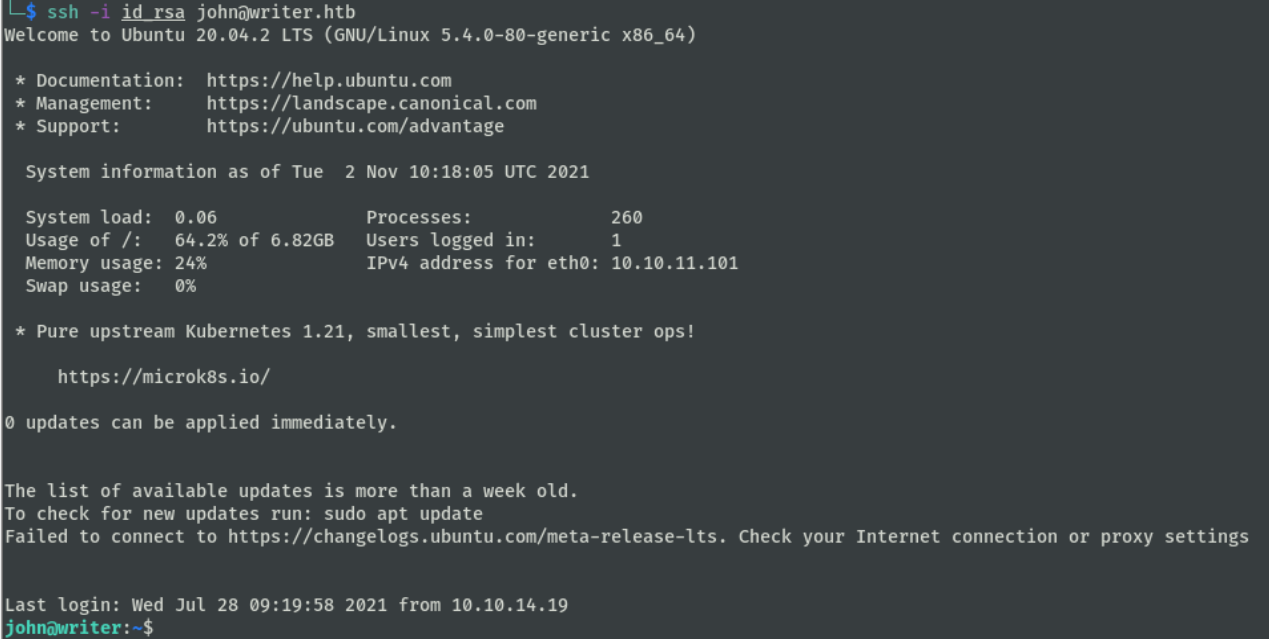 └─$ ssh -i id_rsa john@writer.htb
Welcome to Ubuntu 20.04.2 LTS (GNU/Linux 5.4.0-80-generic x86_64)
* Documentation: https://help.ubuntu.com
* Management: https://landscape.canonical.com
* Support: https://ubuntu.com/advantage
System information as of Tue 2 Nov 10:18:05 UTC 2021
System load: 0.06 Processes: 260
Usage of /: 64.2% of 6.82GB Users logged in: 1
Memory usage: 24% IPv4 address for eth0: 10.10.11.101
Swap usage: 0%
* Pure upstream Kubernetes 1.21, smallest, simplest cluster ops!
https://microk8s.io/
0 updates can be applied immediately.
The list of available updates is more than a week old.
To check for new updates run: sudo apt update
Failed to connect to https://changelogs.ubuntu.com/meta-release-lts. Check your Internet connection or proxy settings
Last login: Wed Jul 28 09:19:58 2021 from 10.10.14.19
john@writer:~$